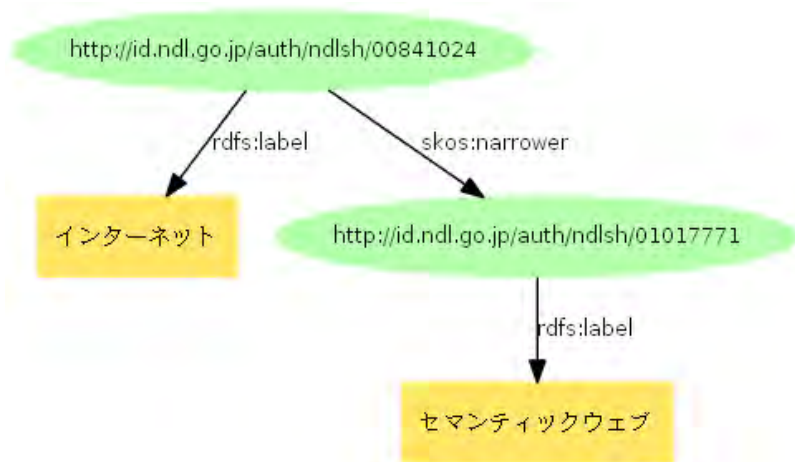 http://id.ndl.go.jp/auth/ndlsh/00841024
rdfs:label
skos:narrower
インターネット
http://id.ndl.go.jp/auth/ndlsh/01017771
rdfs:label
セマンティックウェブ